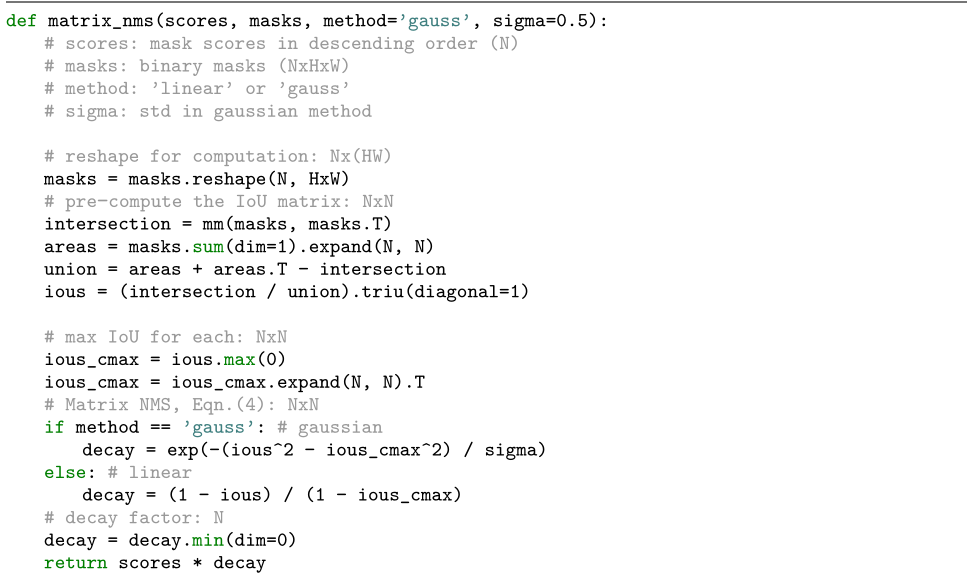 def matrix_nms(scores, masks, method='gauss', sigma=0.5):
# scores: mask scores in descending order (N)
# masks: binary masks (NxHxW)
# method: 'linear' or 'gauss'
# sigma: std in gaussian method
# reshape for computation: Nx(HW)
masks = masks.reshape(N, HxW)
# pre-compute the IoU matrix: NxN
intersection = mm(masks, masks.T)
areas = masks.sum(dim=1).expand(N, N)
union = areas + areas.T - intersection
ious = (intersection / union).triu(diagonal=1)
# max IoU for each: NxN
ious_cmax = ious.max(0)
ious_cmax = ious_cmax.expand(N, N).T
# Matrix NMS, Eqn.(4): NxN
if method == 'gauss': # gaussian
decay = exp(-(ious^2 - ious_cmax^2) / sigma)
else: # linear
decay = (1 - ious) / (1 - ious_cmax)
# decay factor: N
decay = decay.min(dim=0)
return scores * decay